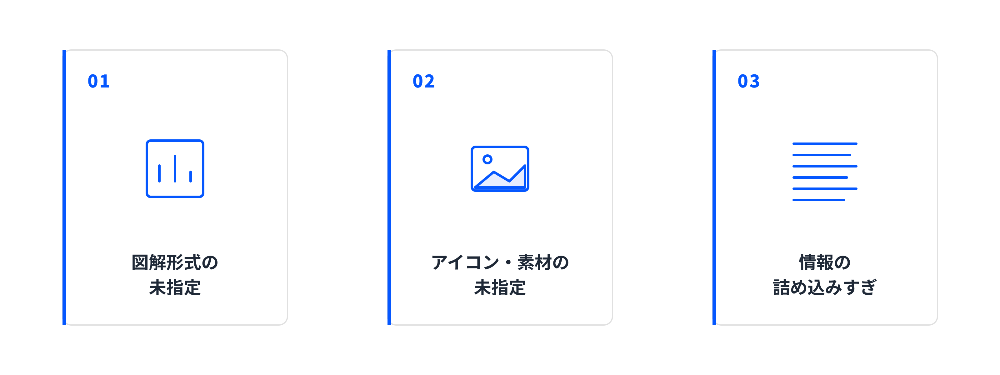 01
図解形式の
未指定
02
アイコン・素材の
未指定
03
情報の
詰め込みすぎ